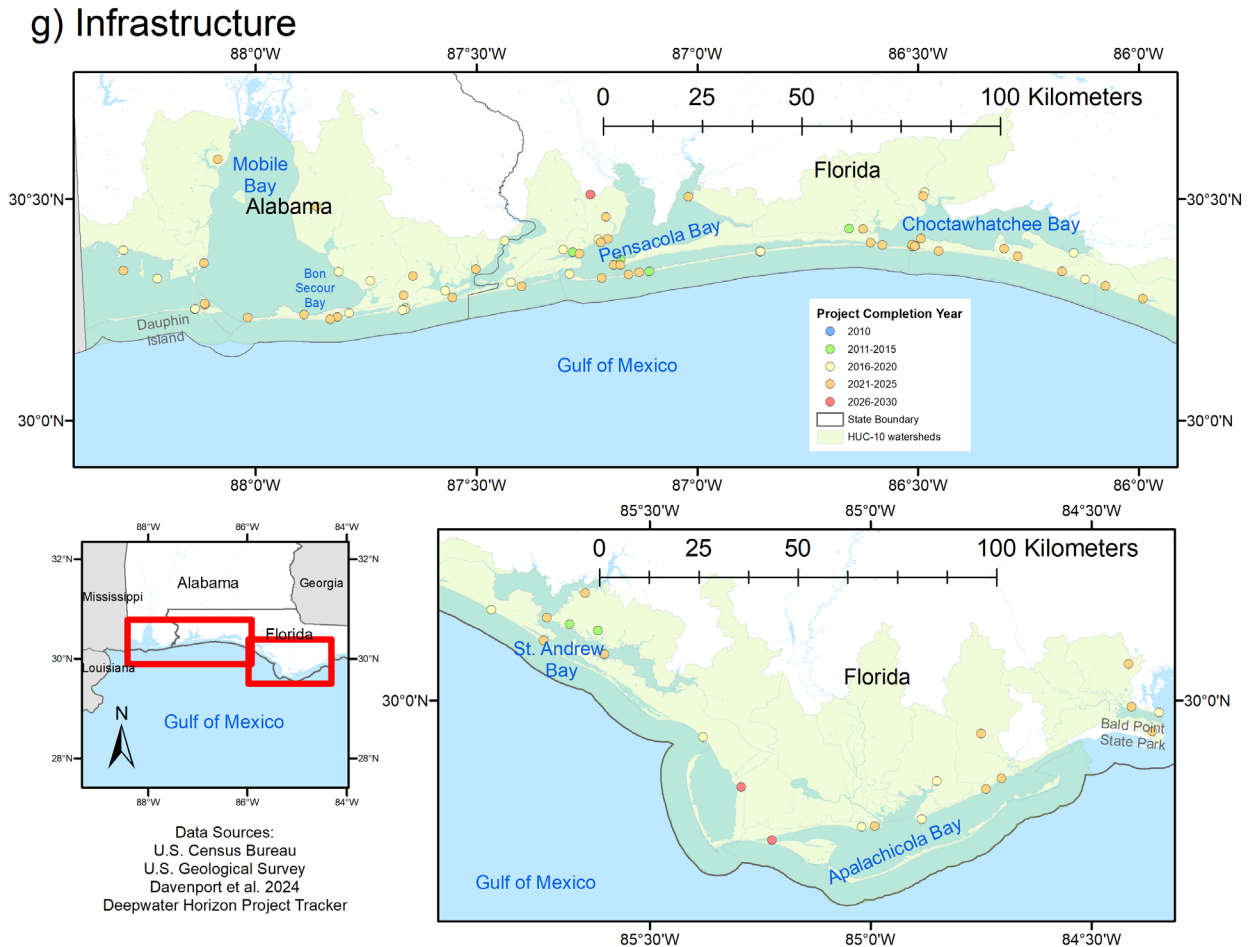 g) Infrastructure
88°0'W
87°30'W
87°0'W
86°30'W
86°0'W
0
25
50
100 Kilometers
Mobile
Bay
Alabama
Florida
30°30'N
30°30'N
Choctawhatchee Bay
Pensacola Bay
Bon
Secour
Bay
Dauphin
Island
Gulf of Mexico
Project Completion Year
2010
2011-2015
2016-2020
2021-2025
2026-2030
State Boundary
HUC-10 watersheds
30°0'N
30°0'N
88°0'W
87°30'W
87°0'W
86°30'W
86°0'W
88°W
86°W
84°W
32°N
32°N
Alabama
Georgia
Mississippi
Florida
30°N
30°N
Louisiana
Gulf of Mexico
N
28°N
28°N
88°W
86°W
84°W
Data Sources:
U.S. Census Bureau
U.S. Geological Survey
Davenport et al. 2024
Deepwater Horizon Project Tracker
85°30'W
85°0'W
84°30'W
0
25
50
100 Kilometers
St. Andrew
Bay
Florida
30°0'N
30°0'N
Bald Point
State Park
Apalachicola Bay
Gulf of Mexico
85°30'W
85°0'W
84°30'W